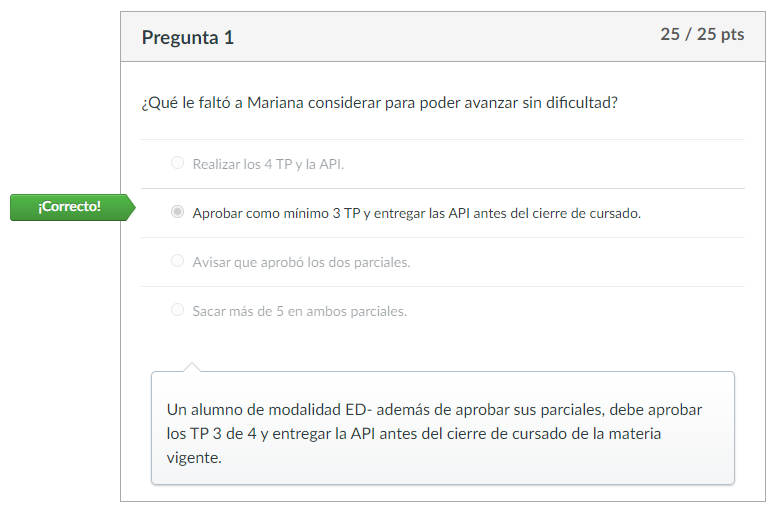 Pregunta 1
25 / 25 pts
¿Qué le faltó a Mariana considerar para poder avanzar sin dificultad?
Realizar los 4 TP y la API.
¡Correcto!
Aprobar como mínimo 3 TP y entregar las API antes del cierre de cursado.
Avisar que aprobó los dos parciales.
Sacar más de 5 en ambos parciales.
Un alumno de modalidad ED- además de aprobar sus parciales, debe aprobar
los TP 3 de 4 y entregar la API antes del cierre de cursado de la materia
vigente.